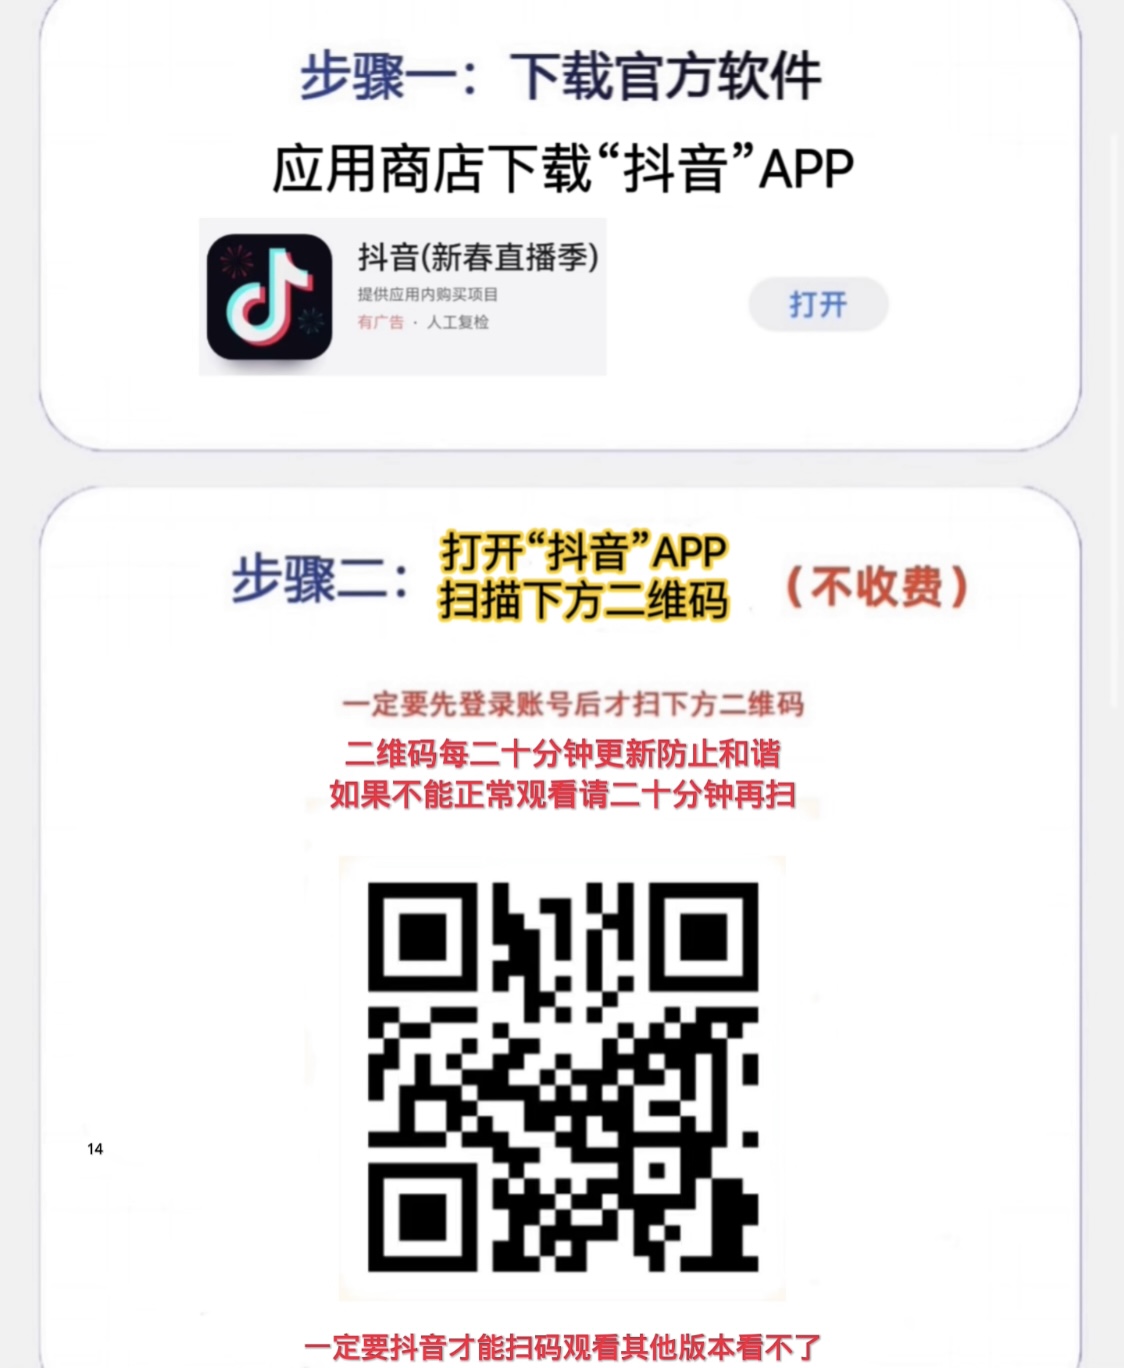 步骤一：下载官方软件
应用商店下载“抖音”APP
抖音(新春直播季)
提供应用内购买项目
有广告 · 人工复检
打开
步骤二：
打开“抖音”APP
扫描下方二维码
（不收费）
一定要先登录账号后才扫下方二维码
二维码每二十分钟更新防止和谐
如果不能正常观看请二十分钟再扫
14
一定要抖音才能扫码观看其他版本看不了